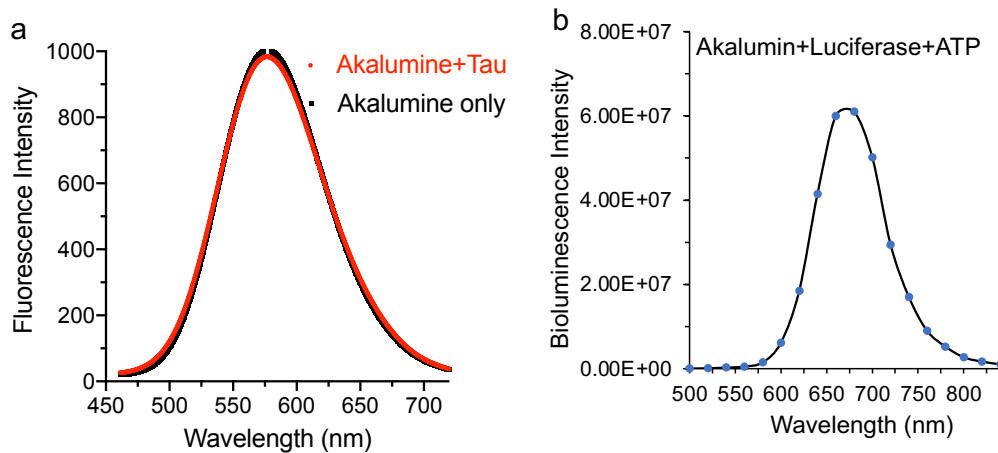 a
Fluorescence Intensity
1000
800
600
400
200
0
450 500 550 600 650 700
Wavelength (nm)
Akalumine+Tau
Akalumine only
b
Bioluminescence Intensity
8.00E+07
6.00E+07
4.00E+07
2.00E+07
0.00E+00
500 550 600 650 700 750 800
Wavelength (nm)
Akalumin+Luciferase+ATP